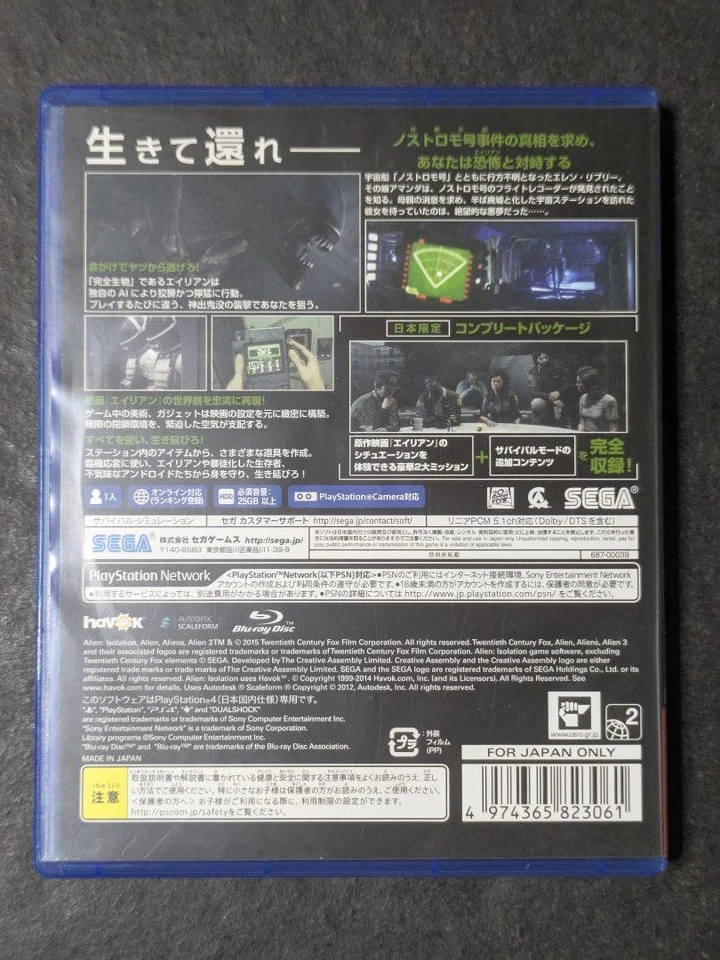 生きて還れ――
ノストロモ号事件の真相を求め、
あなたは恐怖と対峙する
エイリアン
宇宙船「ノストロモ号」とともに行方不明となったエレン・リプリー。
その娘アマンダは、ノストロモ号のフライトレコーダーが発見されたこと
を知る。母親の消息を求め、半ば廃墟と化した宇宙ステーションを訪れた
彼女を待っていたのは、絶望的な悪夢だった……。
命がけでヤツから逃げろ!
「完全生物」であるエイリアンは
独自のAIにより狡猾かつ獰猛に行動。
プレイするたびに違う、神出鬼没の襲撃であなたを狙う。
映画『エイリアン』の世界観を忠実に再現!
ゲーム中の美術、ガジェットは映画の設定を元に緻密に構築。
極限の閉鎖環境を、緊迫した空気が支配する。
すべてを使い、生き延びろ!
ステーション内のアイテムから、さまざまな道具を作成。
臨機応変に使い、エイリアンや暴徒化した生存者、
不気味なアンドロイドたちから身を守り、生き延びろ!
日本限定 コンプリートパッケージ
原作映画『エイリアン』の
シチュエーションを
体験できる豪華2大ミッション
+
サバイバルモードの
追加コンテンツ
を完全
収録!
1人
オンライン対応
(ランキング登録)
HDD 必須容量:
25GB以上
PlayStation®Camera対応
20 FOX
CA
SEGA®
サバイバル・シミュレーション
セガ カスタマーサポート http://sega.jp/contact/soft/
リニアPCM 5.1ch対応(Dolby/DTSを含む)
SEGA 株式会社 セガゲームス http://sega.jp/
〒140-8583 東京都品川区東品川1-39-9
無断転載
687-00039
PlayStation Network
<PlayStation™Network(以下PSN)対応>●PSNのご利用にはインターネット接続環境、Sony Entertainment Network
アカウントの作成および利用条件の遵守が必要です。●18歳未満の方がアカウントを作成するには、保護者の同意が必要です。
●利用するサービスによっては、別途費用がかかる場合があります。●PSNの詳細については http://www.jp.playstation.com/psn/ をご覧ください。
havok
AUTODESK
SCALEFORM
Blu-ray Disc
Alien: Isolation, Alien, Aliens, Alien 3TM & © 2015 Twentieth Century Fox Film Corporation. All rights reserved. Twentieth Century Fox, Alien, Aliens, Alien 3
and their associated logos are registered trademarks or trademarks of Twentieth Century Fox Film Corporation. Alien: Isolation game software, excluding
Twentieth Century Fox elements © SEGA. Developed by The Creative Assembly Limited. Creative Assembly and the Creative Assembly logo are either
registered trade marks or trade marks of The Creative Assembly Limited. SEGA and the SEGA logo are registered trademarks of SEGA Holdings Co., Ltd. or its
affiliates. All rights reserved. Alien: Isolation uses Havok™. © Copyright 1999-2014 Havok.com, Inc. (and its Licensors). All Rights Reserved. See
www.havok.com for details. Uses Autodesk ® Scaleform ® Copyright © 2012, Autodesk, Inc. All rights reserved.
このソフトウェアはPlayStation®4(日本国内仕様)専用です。
"PlayStation", and "DUALSHOCK"
are registered trademarks or trademarks of Sony Computer Entertainment Inc.
"Sony Entertainment Network" is a trademark of Sony Corporation.
Library programs ©Sony Computer Entertainment Inc.
"Blu-ray Disc™" and "Blu-ray™" are trademarks of the Blu-ray Disc Association.
MADE IN JAPAN
プラ
:外装
フィルム
(PP)
www.cero.gr.jp
2
FOR JAPAN ONLY
ちゅうい
注意
取扱説明書や解説書に書かれている健康と安全に関する注意事項をよくお読みのうえ、正し
い方法でご使用ください。特に小さなお子様は保護者の方がお読みのうえ、ご使用ください。
<保護者の方へ> お子様がご利用になる際に、利用制限の設定ができます。
http://pscom.jp/safetyをご覧ください。
4 974365 823061